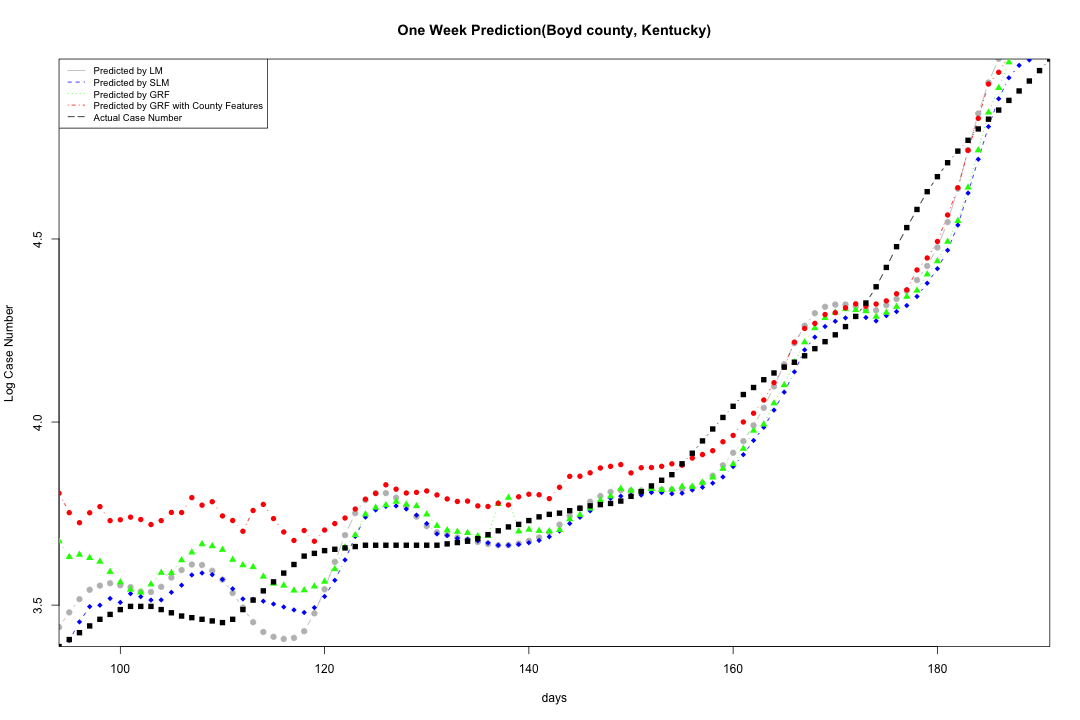 One Week Prediction(Boyd county, Kentucky)
Predicted by LM
Predicted by SLM
Predicted by GRF
Predicted by GRF with County Features
Actual Case Number
4.5
4.0
3.5
Log Case Number
100 120 140 160 180
days